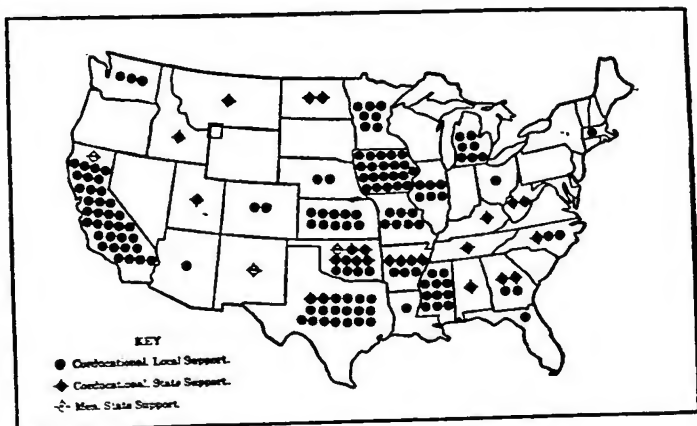 KEY
Coeducational, Local Support.
Coeducational, State Support.
Men, State Support.